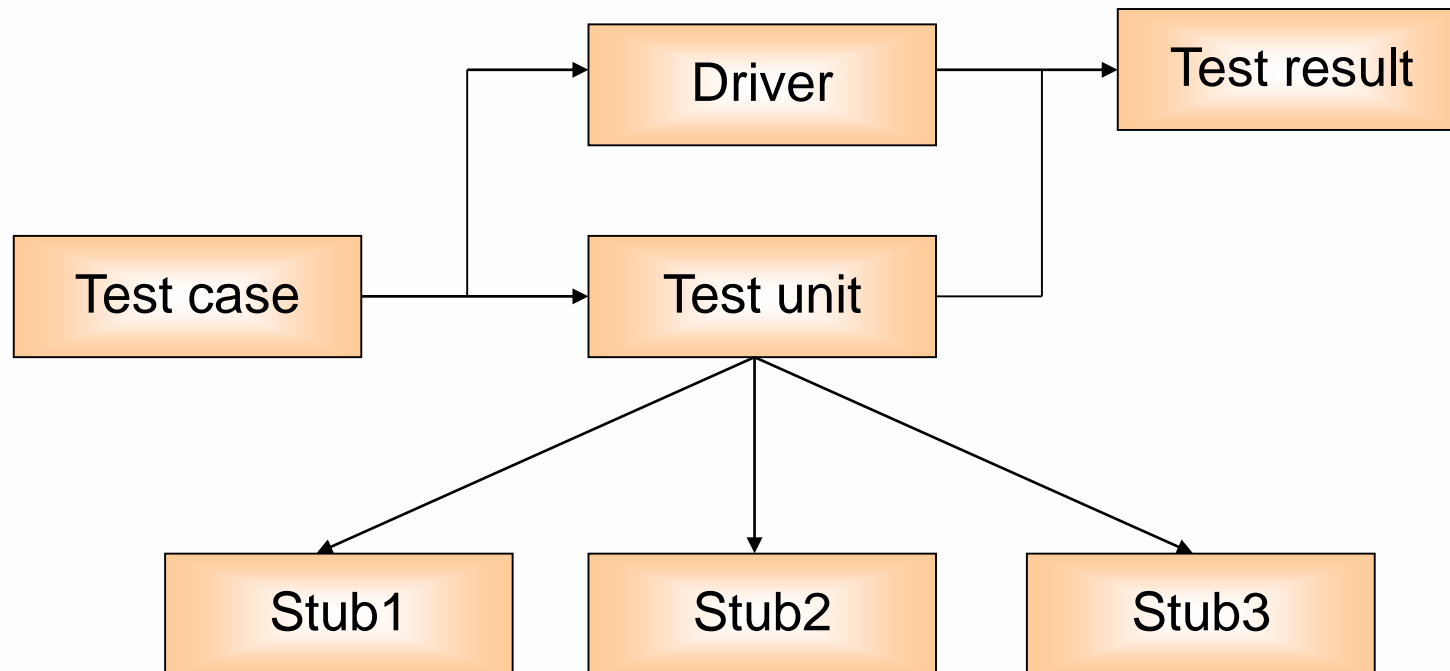 Driver
Test result
Test case
Test unit
Stub1
Stub2
Stub3